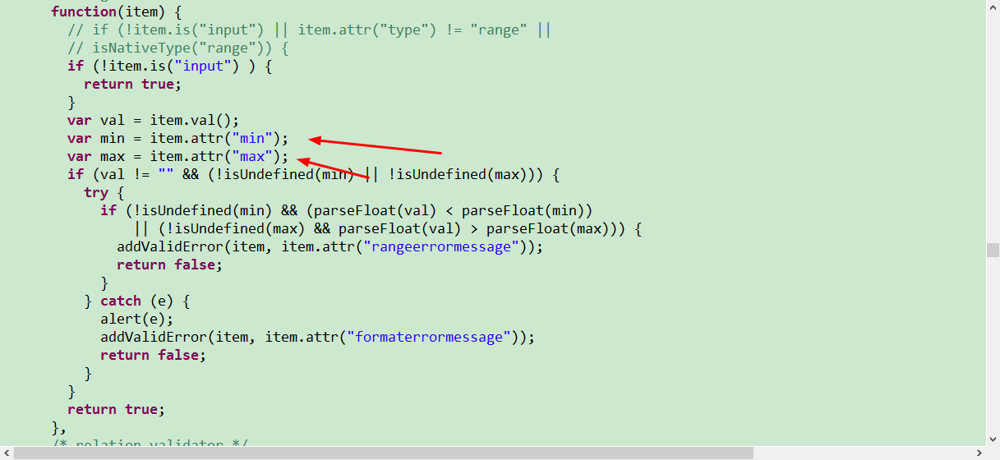 function(item) {
// if (!item.is("input") || item.attr("type") != "range" ||
// isNativeType("range")) {
if (!item.is("input") ) {
return true;
}
var val = item.val();
var min = item.attr("min");
var max = item.attr("max");
if (val != "" && (!isUndefined(min) || !isUndefined(max))) {
try {
if (!isUndefined(min) && (parseFloat(val) < parseFloat(min))
|| (!isUndefined(max) && parseFloat(val) > parseFloat(max))) {
addValidError(item, item.attr("rangeerrormessage"));
return false;
}
} catch (e) {
alert(e);
addValidError(item, item.attr("formaterrormessage"));
return false;
}
}
return true;
},
/* relation validator */